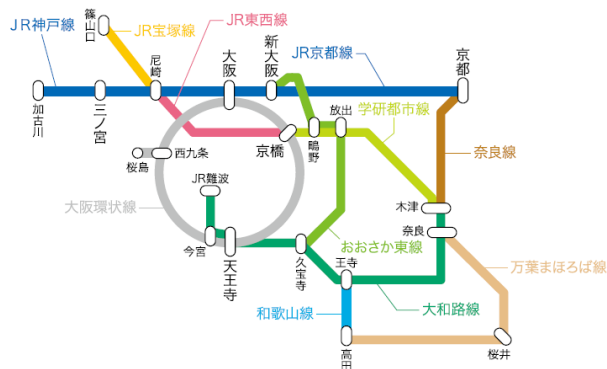 JR神戸線
篠山口
JR宝塚線
JR東西線
尼崎
大阪
新大阪
JR京都線
京都
加古川
三ノ宮
放出
学研都市線
京橋
鴫野
奈良線
桜島
西九条
JR難波
大阪環状線
木津
奈良
今宮
天王寺
久宝寺
おおさか東線
王寺
万葉まほろば線
和歌山線
大和路線
高田
桜井